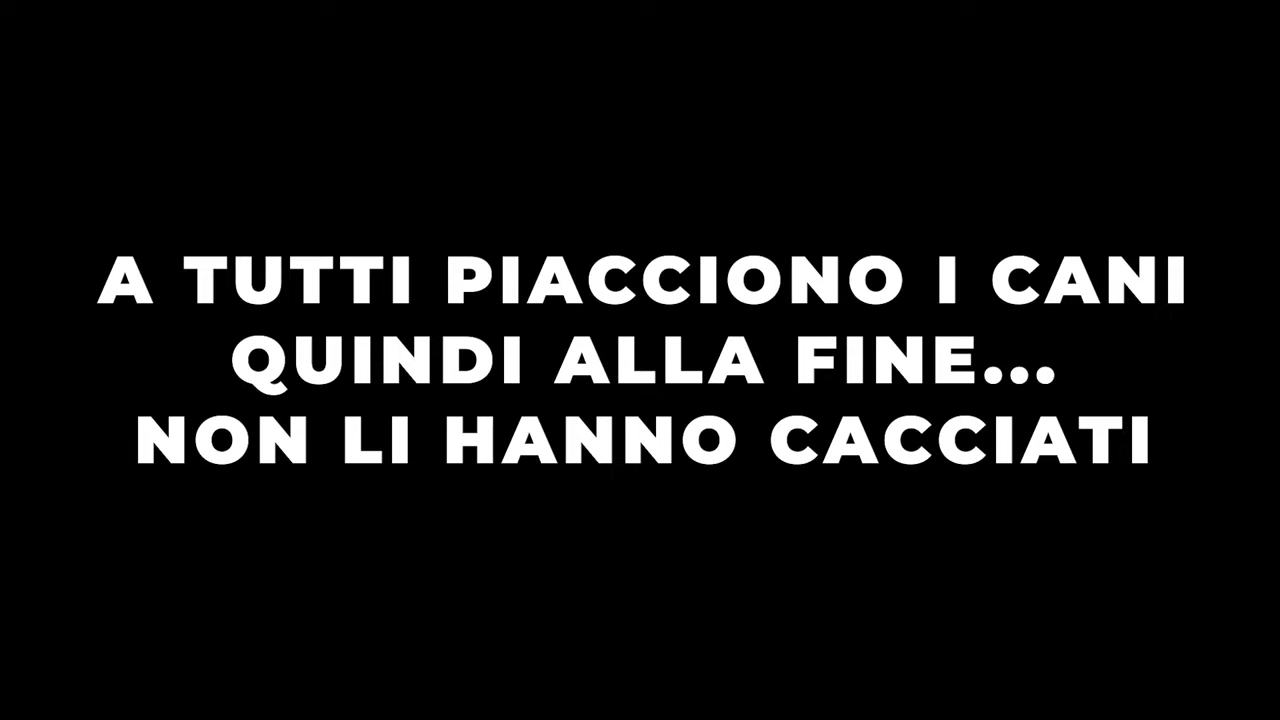 A TUTTI PIACCIONO I CANI
QUINDI ALLA FINE...
NON LI HANNO CACCIATI